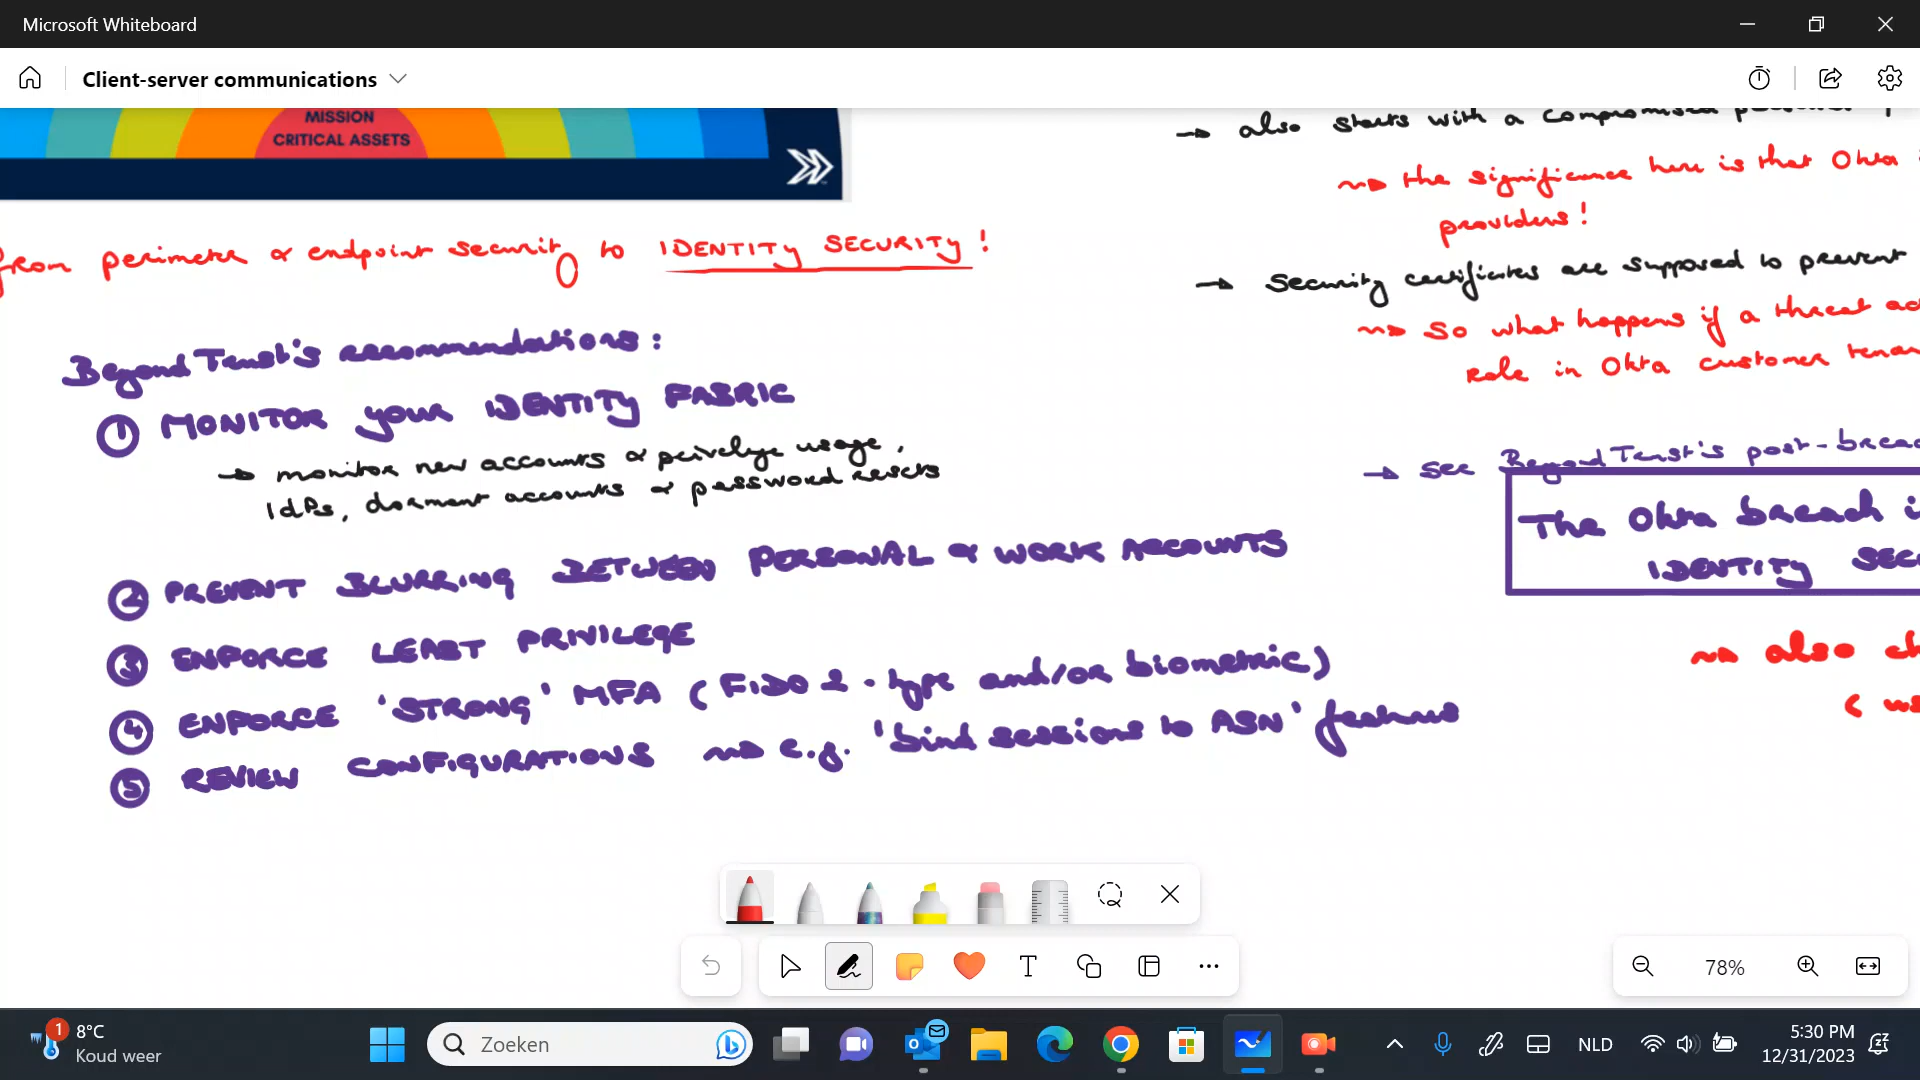 Microsoft Whiteboard
Client-server communications
MISSION
CRITICAL ASSETS
from perimeter & endpoint security to IDENTITY SECURITY!
BeyondTrust's recommendations:
① MONITOR your IDENTITY FABRIC
→ monitor new accounts & privilege usage,
IdPs, dormant accounts & password resets
② PREVENT BLURRING BETWEEN PERSONAL & WORK ACCOUNTS
③ ENFORCE LEAST PRIVILEGE
④ ENFORCE 'STRONG' MFA (FIDO 2-type and/or biometric)
⑤ REVIEW CONFIGURATIONS ~> e.g. 'bind sessions to ASN' feature
→ also starts with a compromised personal
~> the significance here is that Okta
providers!
→ Security certificates are supposed to prevent
~> So what happens if a threat
role in Okta customer
→ see BeyondTrust's post-
The Okta breach
IDENTITY
~> also
78%
1
8°C
Koud weer
Zoeken
NLD
5:30 PM
12/31/2023